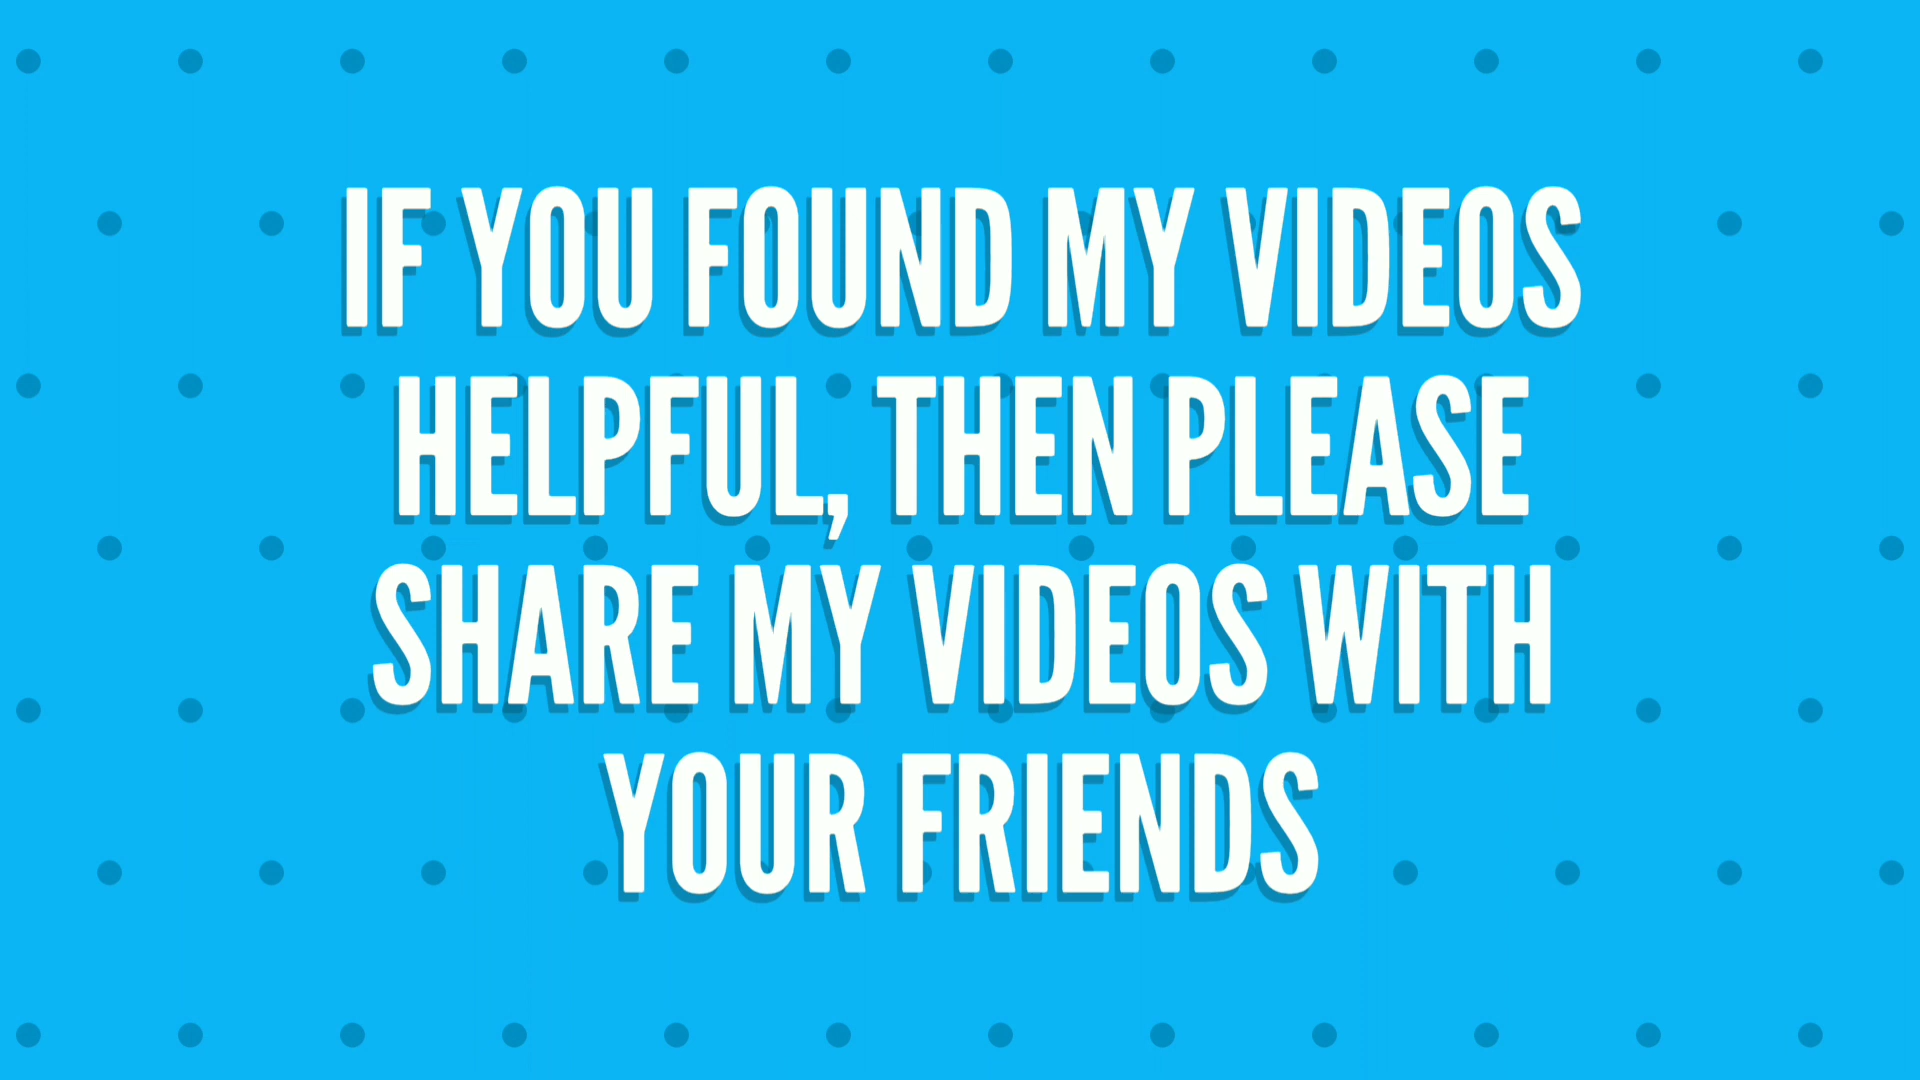 IF YOU FOUND MY VIDEOS
HELPFUL, THEN PLEASE
SHARE MY VIDEOS WITH
YOUR FRIENDS